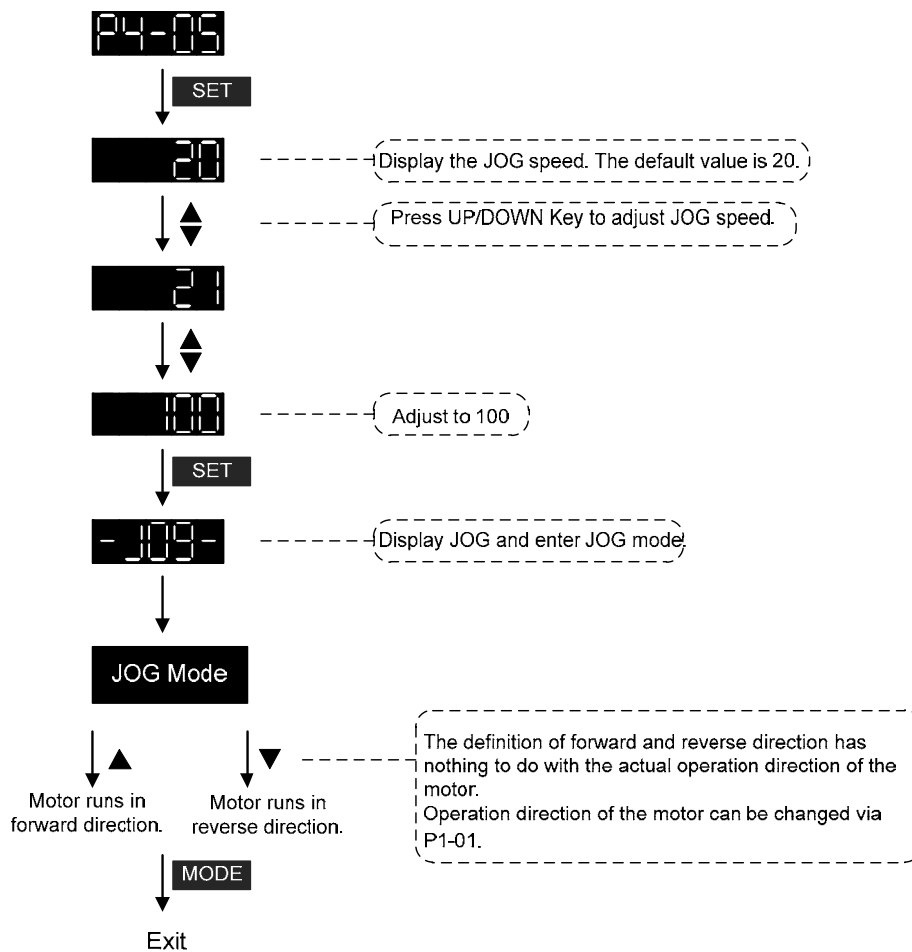 P4-05
SET
20
Display the JOG speed. The default value is 20.
Press UP/DOWN Key to adjust JOG speed.
21
100
Adjust to 100
SET
-JOG-
Display JOG and enter JOG mode.
JOG Mode
Motor runs in
forward direction.
Motor runs in
reverse direction.
The definition of forward and reverse direction has
nothing to do with the actual operation direction of the
motor.
Operation direction of the motor can be changed via
P1-01.
MODE
Exit